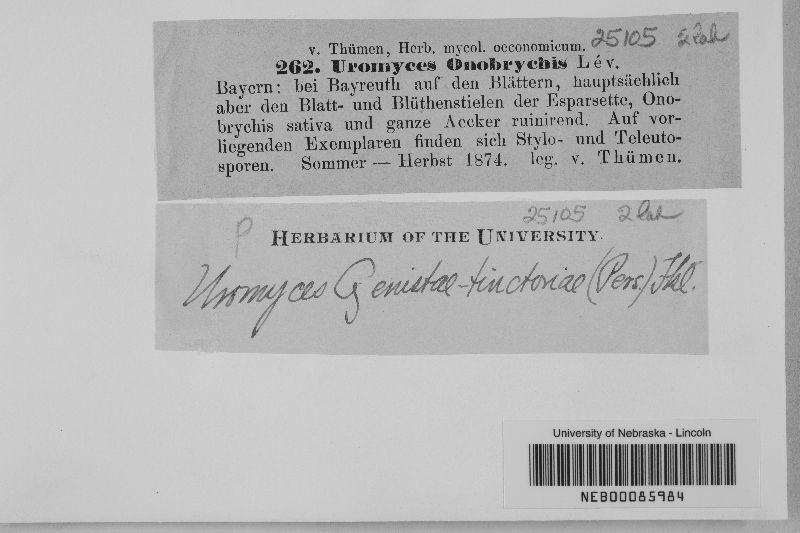 25105 2 lab
v. Thümen, Herb. mycol. oeconomicum.
262. Uromyces Onobrychis Lév.
Bayern: bei Bayreuth auf den Blättern, hauptsächlich
aber den Blatt- und Blüthenstielen der Esparsette, Ono-
brychis sativa und ganze Aecker ruinirend. Auf vor-
liegenden Exemplaren finden sich Stylo- und Teleuto-
sporen. Sommer — Herbst 1874. leg. v. Thümen.
25105 2 lab
P HERBARIUM OF THE UNIVERSITY.
Uromyces Genistae-tinctoriae (Pers.) Fkl.
University of Nebraska - Lincoln
NEB00085984